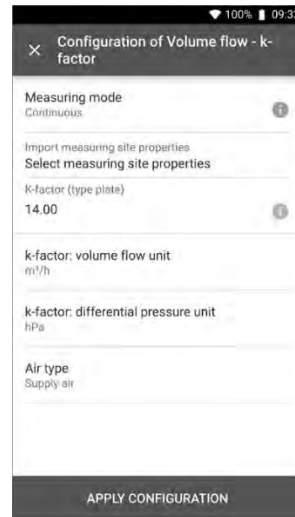 100% 09:33
Configuration of Volume flow - k-
factor
Measuring mode
Continuous
Import measuring site properties
Select measuring site properties
K-factor (type plate)
14.00
k-factor: volume flow unit
m³/h
k-factor: differential pressure unit
hPa
Air type
Supply air
APPLY CONFIGURATION